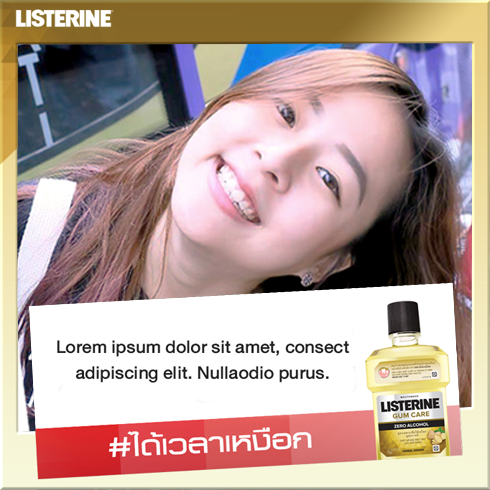 LISTERINE
Lorem ipsum dolor sit amet, consect
adipiscing elit. Nullaodio purus.
#ได้เวลาเหงือก
LISTERINE
GUM CARE
ZERO ALCOHOL